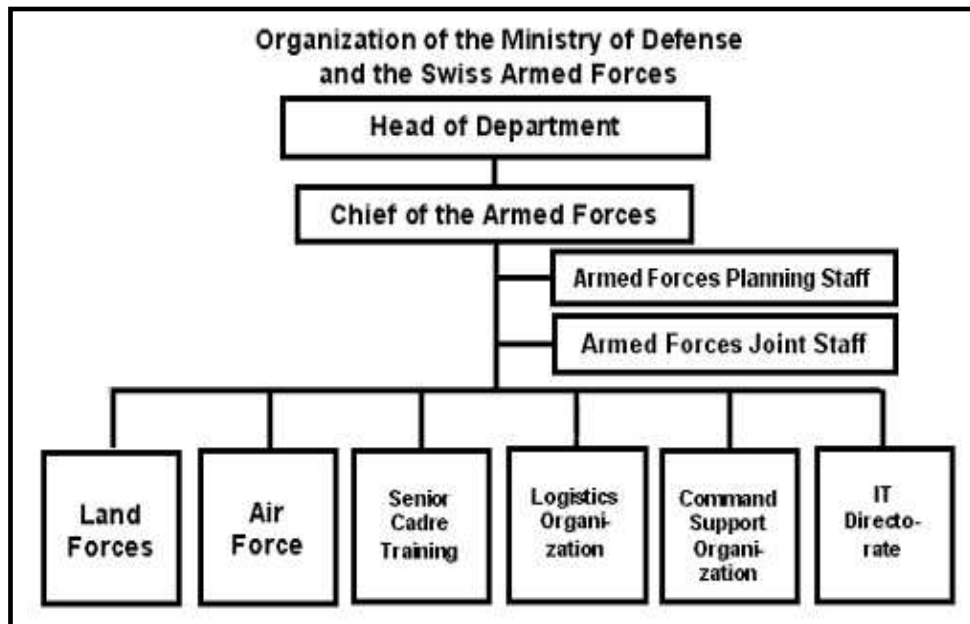 Organization of the Ministry of Defense
and the Swiss Armed Forces
Head of Department
Chief of the Armed Forces
Armed Forces Planning Staff
Armed Forces Joint Staff
Land
Forces
Air
Force
Senior
Cadre
Training
Logistics
Organi-
zation
Command
Support
Organi-
zation
IT
Directo-
rate